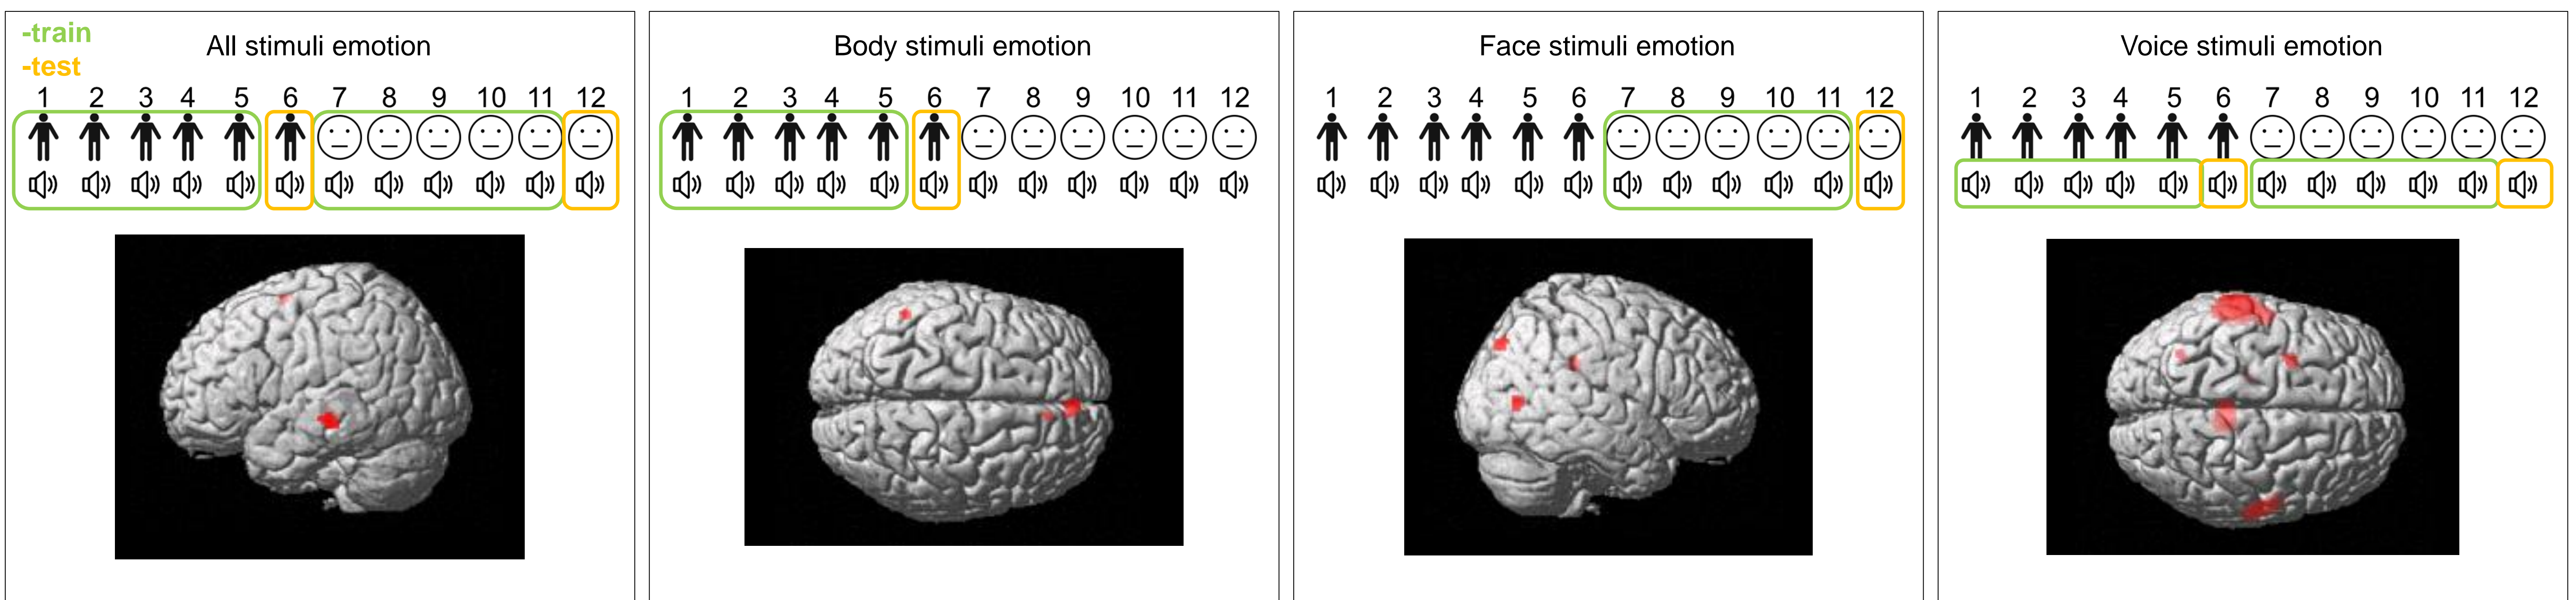 -train
-test
All stimuli emotion
1 2 3 4 5 6 7 8 9 10 11 12
Body stimuli emotion
1 2 3 4 5 6 7 8 9 10 11 12
Face stimuli emotion
1 2 3 4 5 6 7 8 9 10 11 12
Voice stimuli emotion
1 2 3 4 5 6 7 8 9 10 11 12